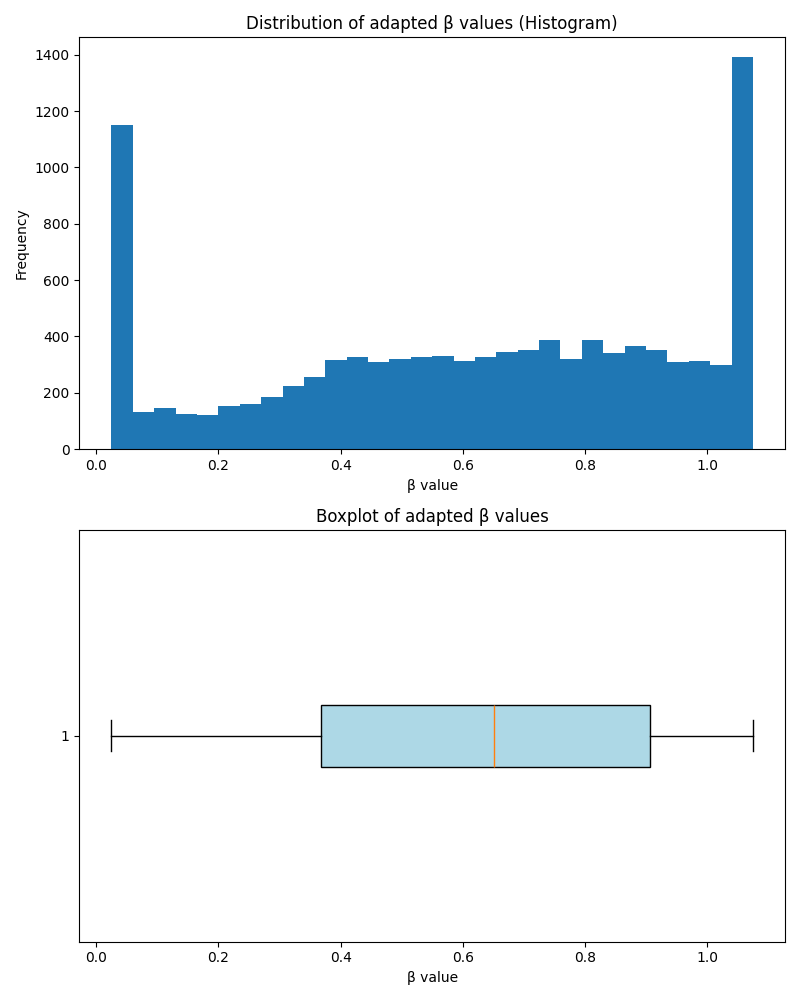 Distribution of adapted β values (Histogram)
1400
1200
1000
800
600
400
200
0
Frequency
0.0 0.2 0.4 0.6 0.8 1.0
β value
Boxplot of adapted β values
1
0.0 0.2 0.4 0.6 0.8 1.0
β value